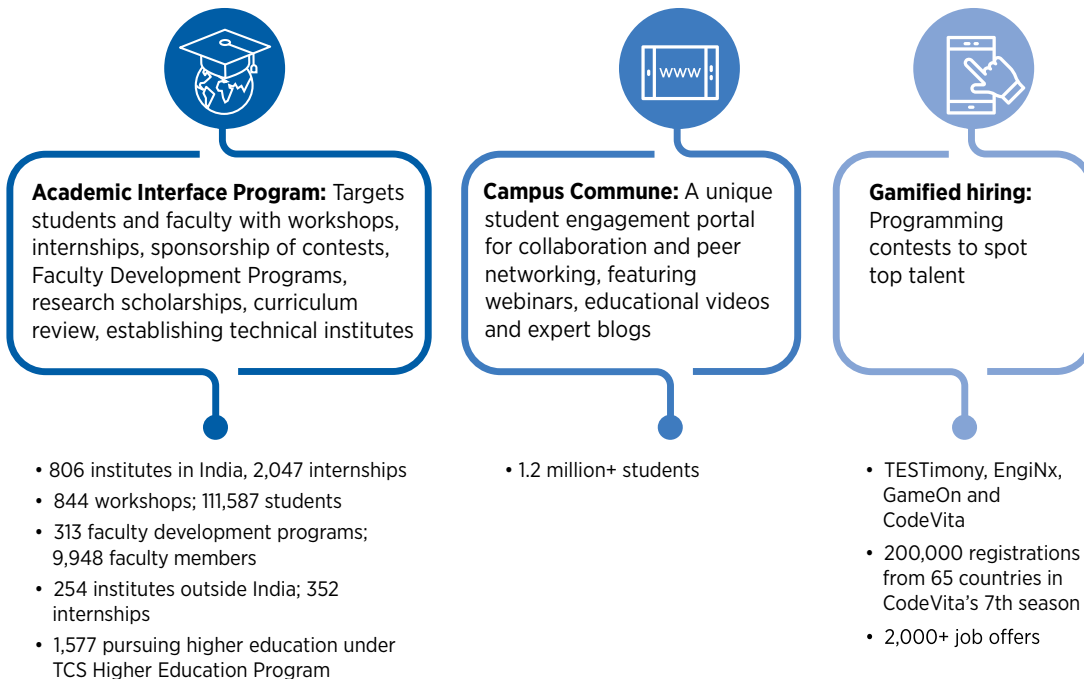 www
Academic Interface Program: Targets
students and faculty with workshops,
internships, sponsorship of contests,
Faculty Development Programs,
research scholarships, curriculum
review, establishing technical institutes
• 806 institutes in India, 2,047 internships
• 844 workshops; 111,587 students
• 313 faculty development programs;
9,948 faculty members
• 254 institutes outside India; 352
internships
• 1,577 pursuing higher education under
TCS Higher Education Program
Campus Commune: A unique
student engagement portal
for collaboration and peer
networking, featuring
webinars, educational videos
and expert blogs
• 1.2 million+ students
Gamified hiring:
Programming
contests to spot
top talent
• TESTimony, EngiNx,
GameOn and
CodeVita
• 200,000 registrations
from 65 countries in
CodeVita's 7th season
• 2,000+ job offers